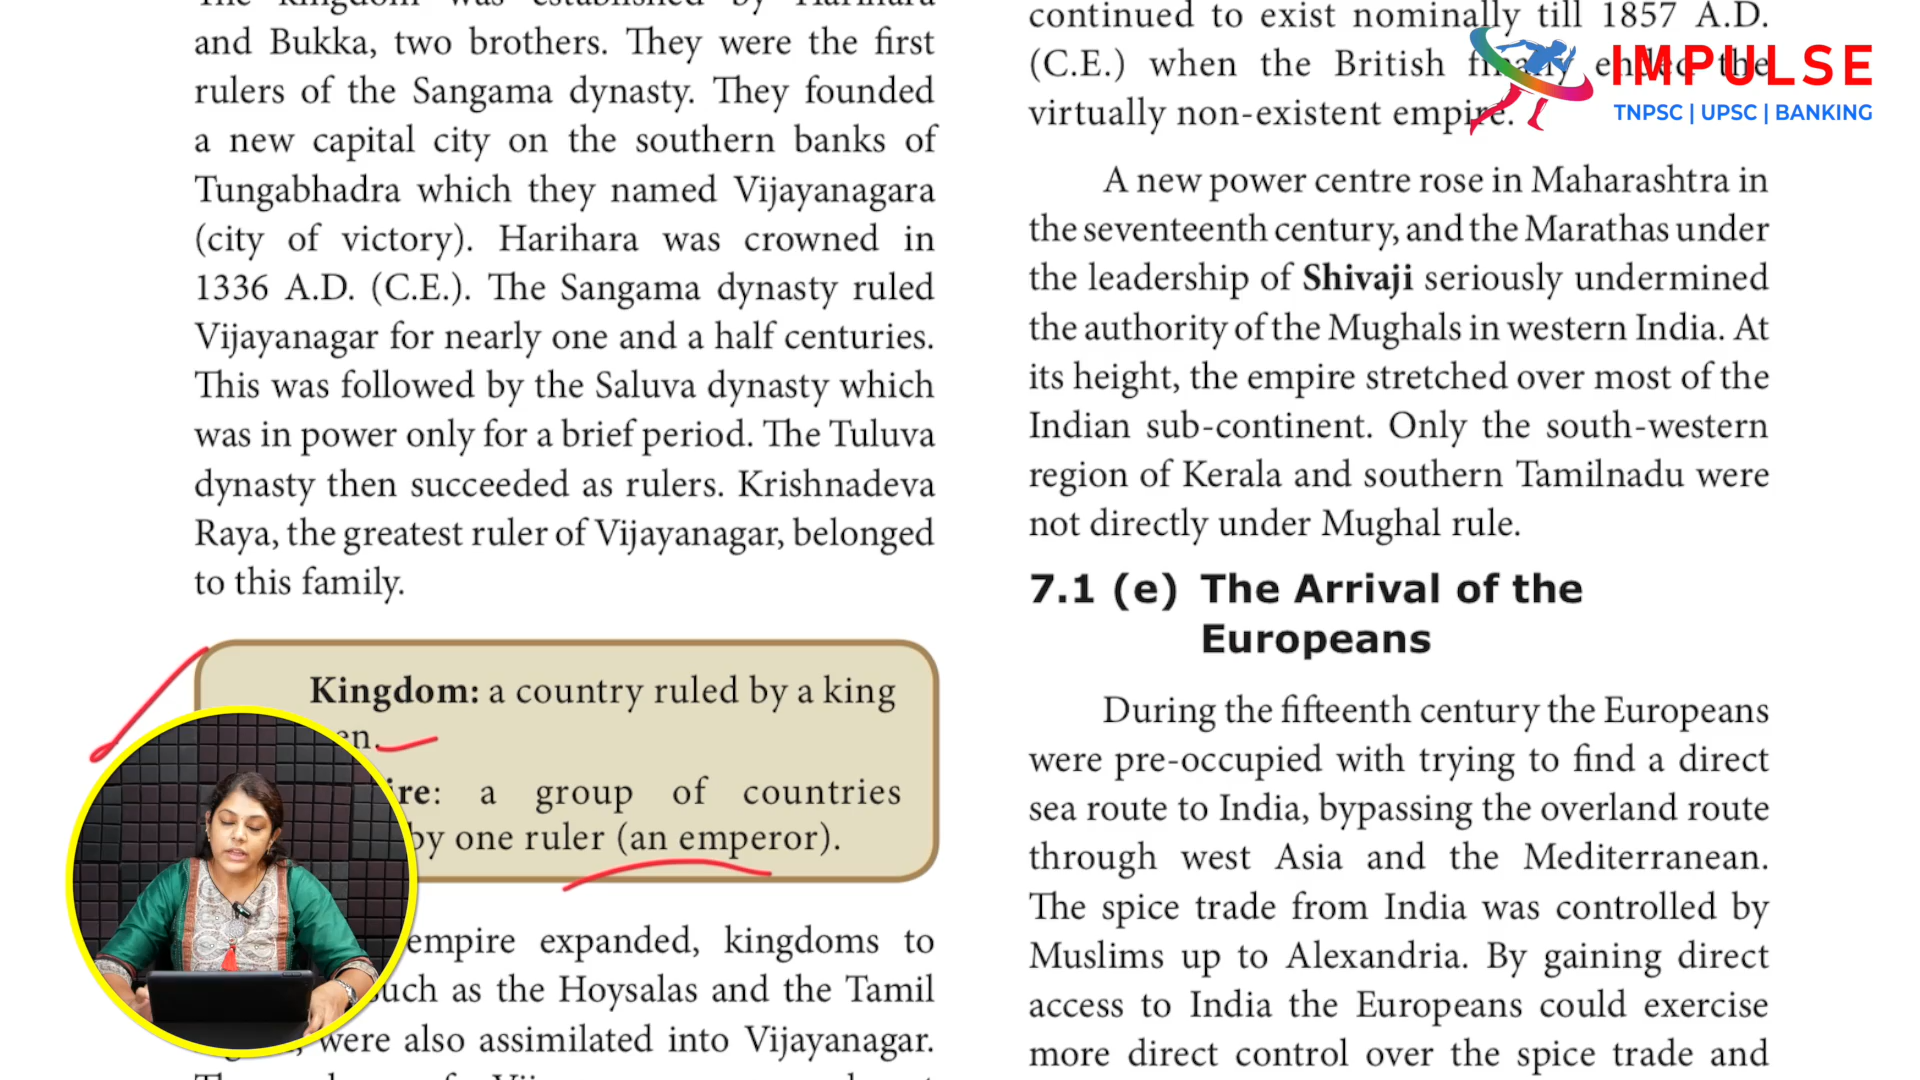 The kingdom was established by Harihara
and Bukka, two brothers. They were the first
rulers of the Sangama dynasty. They founded
a new capital city on the southern banks of
Tungabhadra which they named Vijayanagara
(city of victory). Harihara was crowned in
1336 A.D. (C.E.). The Sangama dynasty ruled
Vijayanagar for nearly one and a half centuries.
This was followed by the Saluva dynasty which
was in power only for a brief period. The Tuluva
dynasty then succeeded as rulers. Krishnadeva
Raya, the greatest ruler of Vijayanagar, belonged
to this family.
Kingdom: a country ruled by a king
en.
ire: a group of countries
by one ruler (an emperor).
empire expanded, kingdoms to
such as the Hoysalas and the Tamil
were also assimilated into Vijayanagar.
continued to exist nominally till 1857 A.D.
(C.E.) when the British finally ended the
virtually non-existent empire.
A new power centre rose in Maharashtra in
the seventeenth century, and the Marathas under
the leadership of Shivaji seriously undermined
the authority of the Mughals in western India. At
its height, the empire stretched over most of the
Indian sub-continent. Only the south-western
region of Kerala and southern Tamilnadu were
not directly under Mughal rule.
7.1 (e) The Arrival of the
Europeans
During the fifteenth century the Europeans
were pre-occupied with trying to find a direct
sea route to India, bypassing the overland route
through west Asia and the Mediterranean.
The spice trade from India was controlled by
Muslims up to Alexandria. By gaining direct
access to India the Europeans could exercise
more direct control over the spice trade and
IMPULSE
TNPSC | UPSC | BANKING